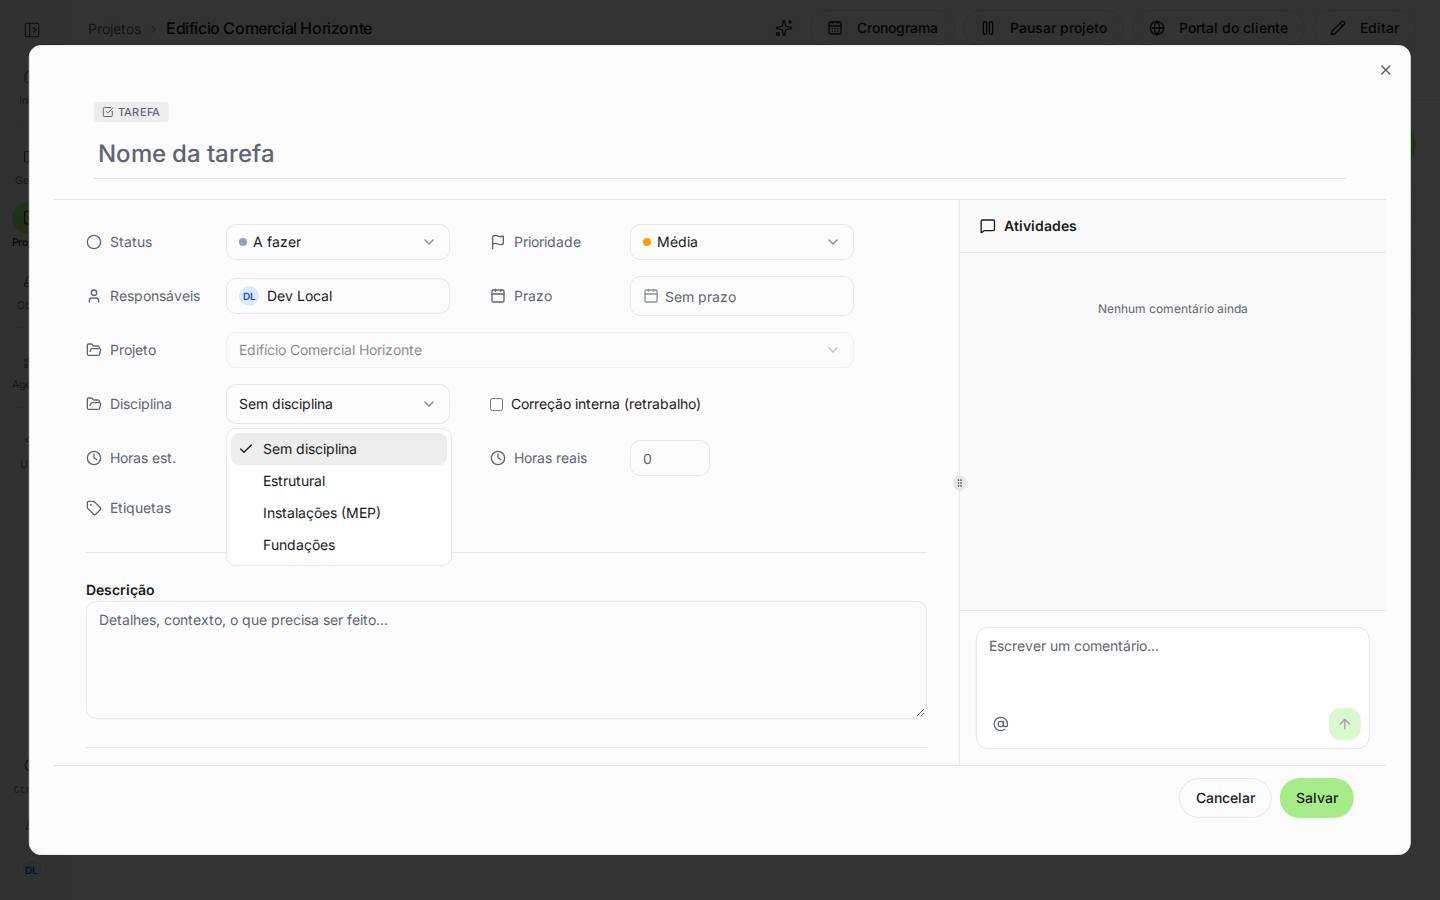 Projetos > Edifício Comercial Horizonte
Cronograma
Pausar projeto
Portal do cliente
Editar
TAREFA
Nome da tarefa
Status
A fazer
Prioridade
Média
Responsáveis
DL Dev Local
Prazo
Sem prazo
Projeto
Edifício Comercial Horizonte
Disciplina
Sem disciplina
Correção interna (retrabalho)
Horas est.
Sem disciplina
Estrutural
Instalações (MEP)
Fundações
Horas reais
0
Etiquetas
Descrição
Detalhes, contexto, o que precisa ser feito...
Atividades
Nenhum comentário ainda
Escrever um comentário...
@
Cancelar
Salvar
DL